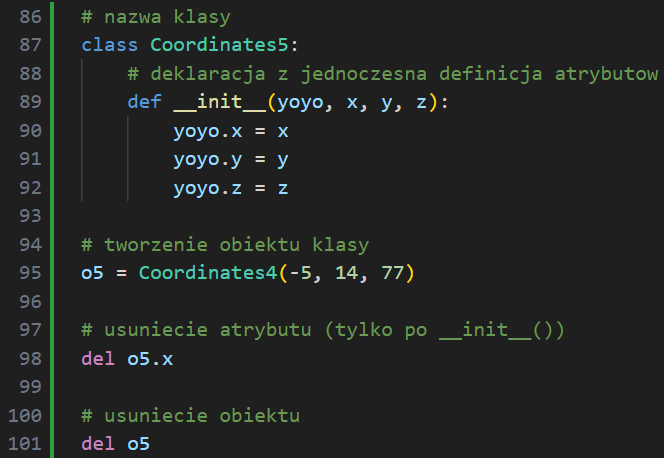 86 # nazwa klasy
87 class Coordinates5:
88     # deklaracja z jednoczesna definicja atrybutow
89     def __init__(yoyo, x, y, z):
90         yoyo.x = x
91         yoyo.y = y
92         yoyo.z = z
93
94 # tworzenie obiektu klasy
95 o5 = Coordinates4(-5, 14, 77)
96
97 # usuniecie atrybutu (tylko po __init__())
98 del o5.x
99
100 # usuniecie obiektu
101 del o5